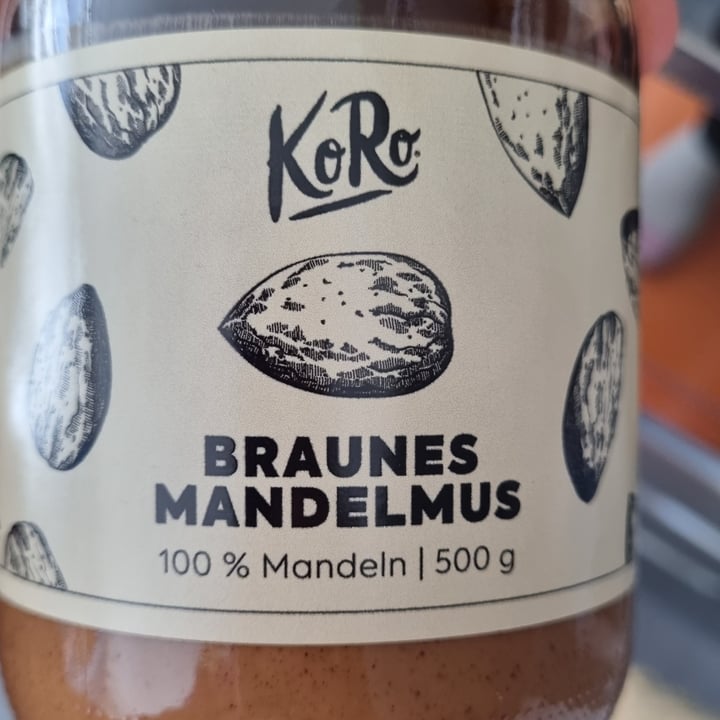 KoRo
BRAUNES
MANDELMUS
100 % Mandeln | 500 g